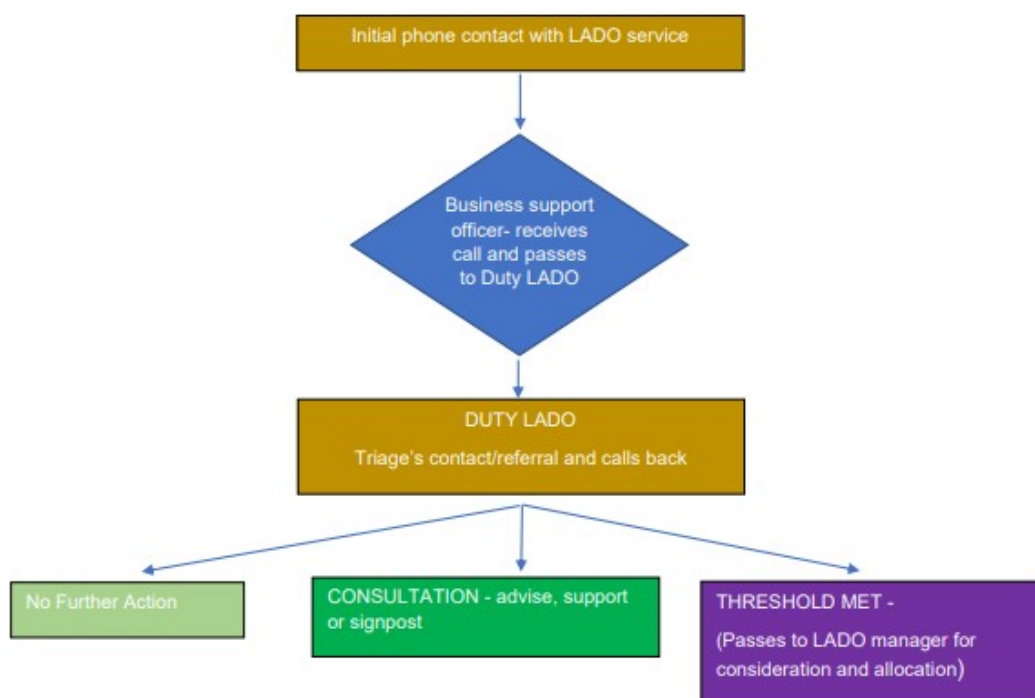 Initial phone contact with LADO service
Business support
officer- receives
call and passes
to Duty LADO
DUTY LADO
Triage's contact/referral and calls back
No Further Action
CONSULTATION - advise, support
or signpost
THRESHOLD MET -
(Passes to LADO manager for
consideration and allocation)